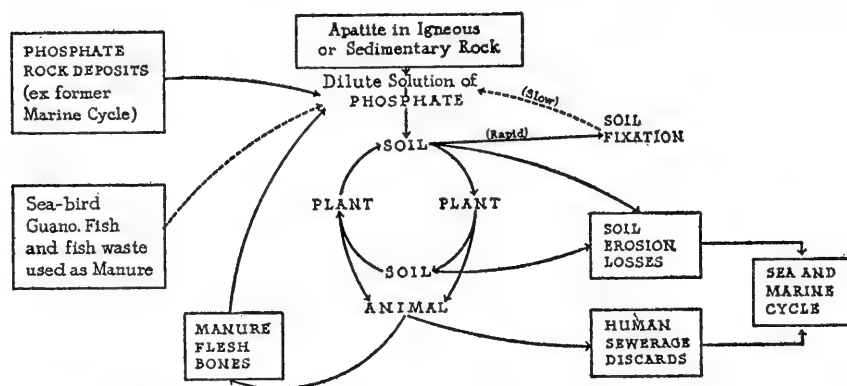 Apatite in Igneous
or Sedimentary Rock
PHOSPHATE
ROCK DEPOSITS
(ex former
Marine Cycle)
Dilute Solution of
PHOSPHATE
(Slow)
SOIL
FIXATION
(Rapid)
SOIL
Sea-bird
Guano. Fish
and fish waste
used as Manure
PLANT
PLANT
SOIL
EROSION
LOSSES
SOIL
SEA AND
MARINE
CYCLE
ANIMAL
MANURE
FLESH
BONES
HUMAN
SEWERAGE
DISCARDS